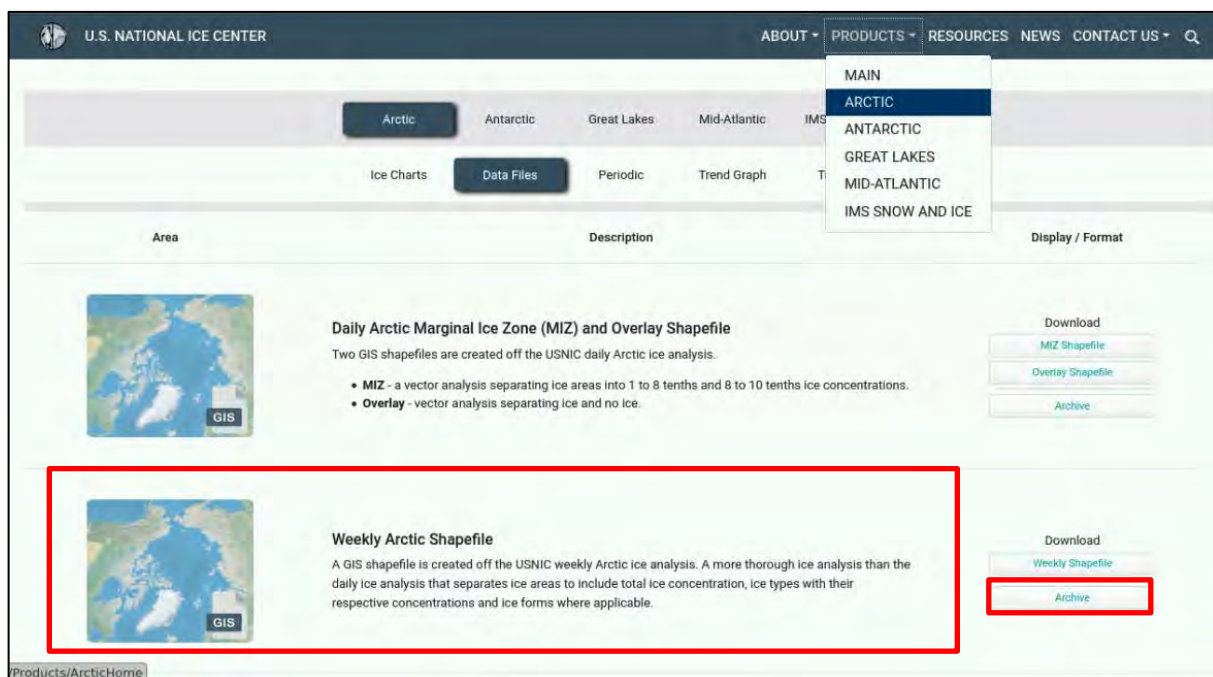 U.S. NATIONAL ICE CENTER
ABOUT PRODUCTS RESOURCES NEWS CONTACT US
MAIN
ARCTIC
ANTARCTIC
GREAT LAKES
MID-ATLANTIC
IMS SNOW AND ICE
Arctic Antarctic Great Lakes Mid-Atlantic IMS
Ice Charts Data Files Periodic Trend Graph
Area Description Display / Format
Daily Arctic Marginal Ice Zone (MIZ) and Overlay Shapefile
Two GIS shapefiles are created off the USNIC daily Arctic ice analysis.
• MIZ - a vector analysis separating ice areas into 1 to 8 tenths and 8 to 10 tenths ice concentrations.
• Overlay - vector analysis separating ice and no ice.
GIS
Download
MIZ Shapefile
Overlay Shapefile
Archive
Weekly Arctic Shapefile
A GIS shapefile is created off the USNIC weekly Arctic ice analysis. A more thorough ice analysis than the
daily ice analysis that separates ice areas to include total ice concentration, ice types with their
respective concentrations and ice forms where applicable.
GIS
Download
Weekly Shapefile
Archive
/Products/ArcticHome